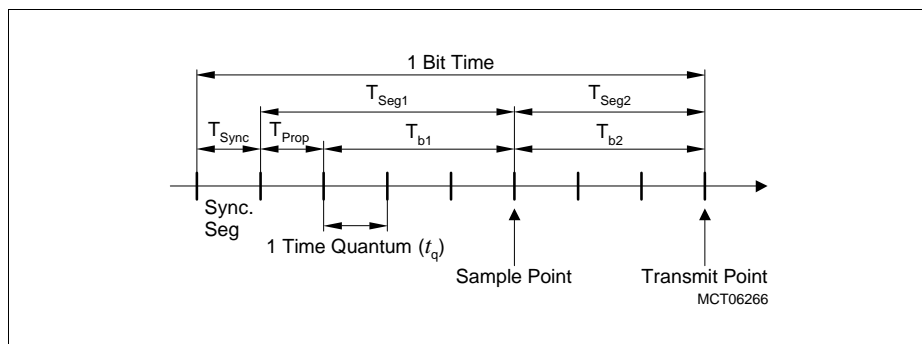 1 Bit Time
T_Seg1
T_Seg2
T_Sync
T_Prop
T_b1
T_b2
Sync.
Seg
1 Time Quantum (t_q)
Sample Point
Transmit Point
MCT06266